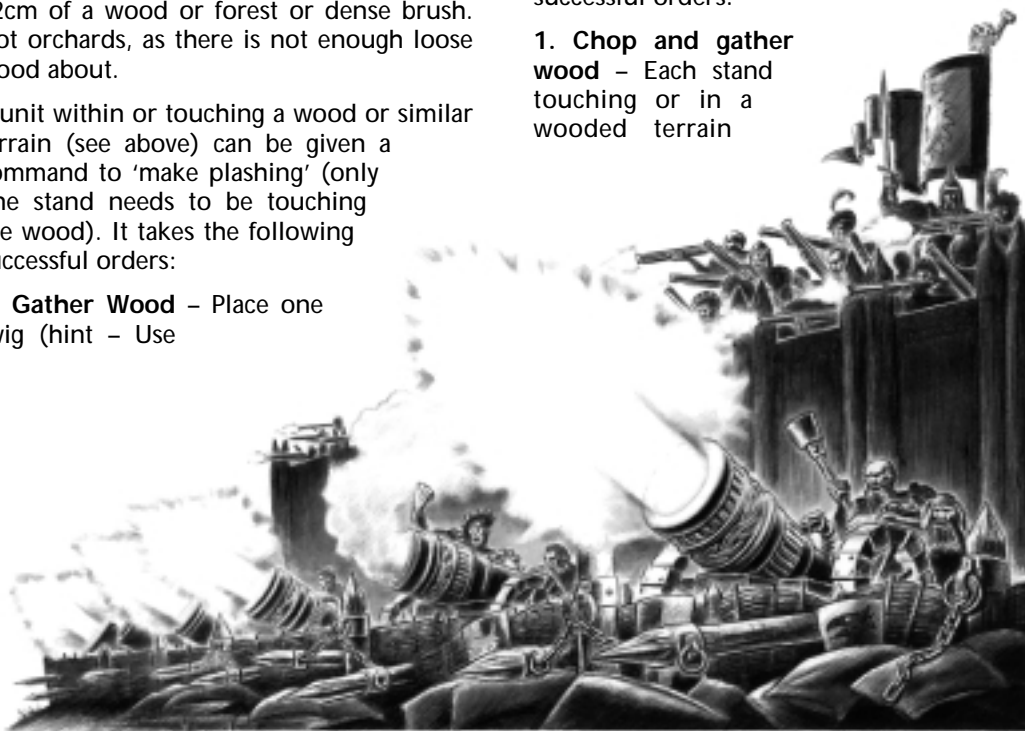 2cm of a wood or forest or dense brush.
ot orchards, as there is not enough loose
ood about.
unit within or touching a wood or similar
rrain (see above) can be given a
ommand to 'make plashing' (only
ne stand needs to be touching
e wood). It takes the following
uccessful orders:
Gather Wood – Place one
wig (hint – Use
successful orders:
1. Chop and gather
wood – Each stand
touching or in a
wooded terrain